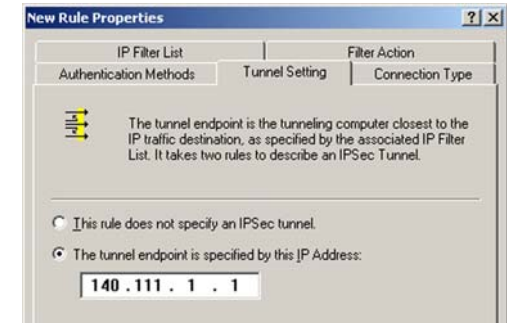 New Rule Properties
IP Filter List Filter Action
Authentication Methods Tunnel Setting Connection Type
The tunnel endpoint is the tunneling computer closest to the
IP traffic destination, as specified by the associated IP Filter
List. It takes two rules to describe an IPSec Tunnel.
This rule does not specify an IPSec tunnel.
The tunnel endpoint is specified by this IP Address:
140 . 111 . 1 . 1